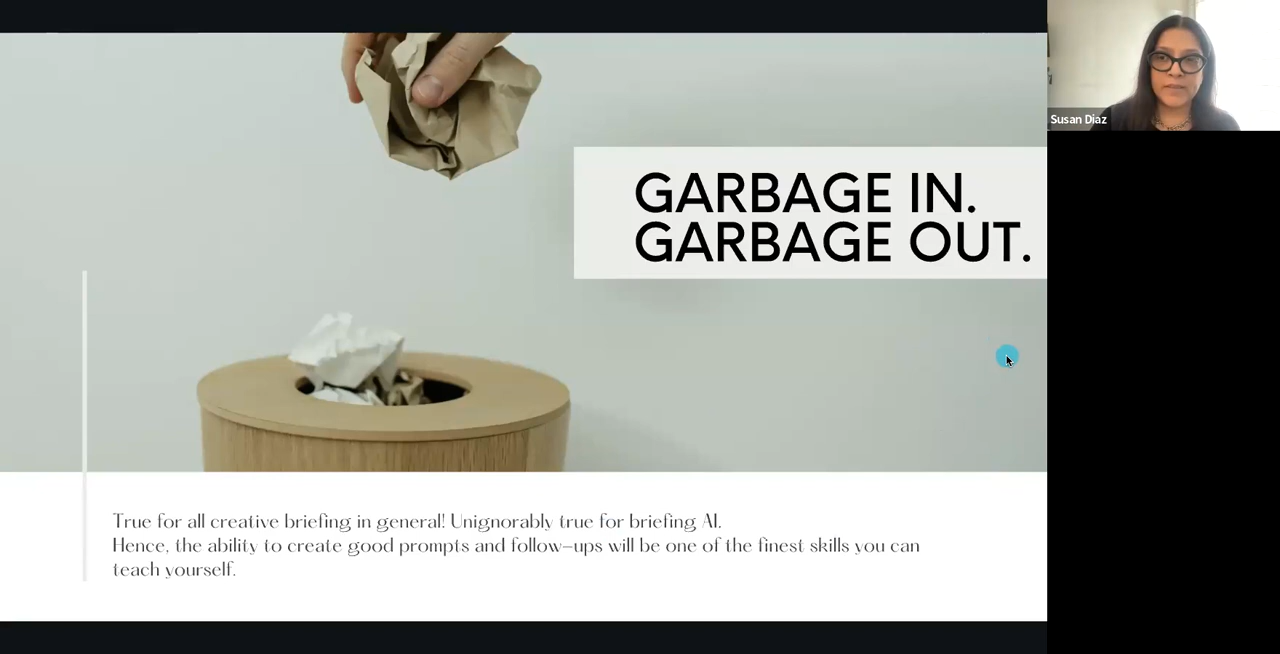 Susan Diaz
GARBAGE IN.
GARBAGE OUT.
True for all creative briefing in general! Unignorably true for briefing AI.
Hence, the ability to create good prompts and follow-ups will be one of the finest skills you can
teach yourself.